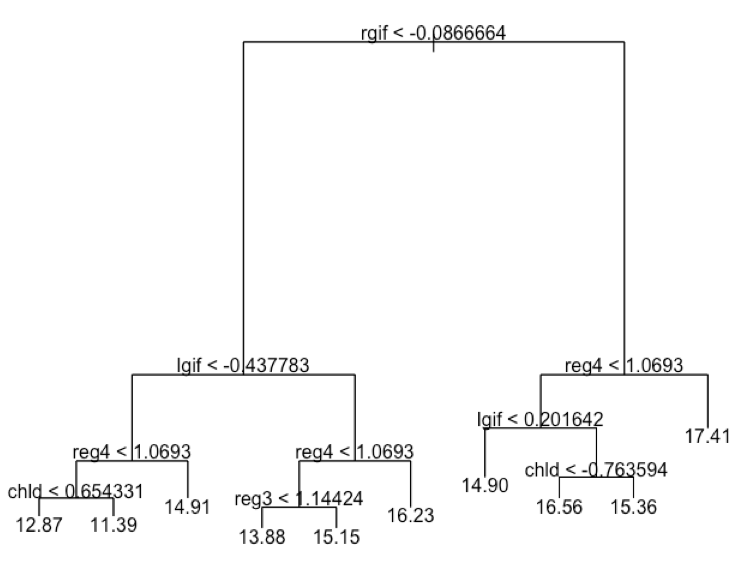 rgif < -0.0866664
lgif < -0.437783
reg4 < 1.0693
reg4 < 1.0693
reg4 < 1.0693
chld < 0.654331
14.91
12.87
11.39
reg3 < 1.14424
16.23
13.88
15.15
lgif < 0.201642
17.41
14.90
chld < -0.763594
16.56
15.36